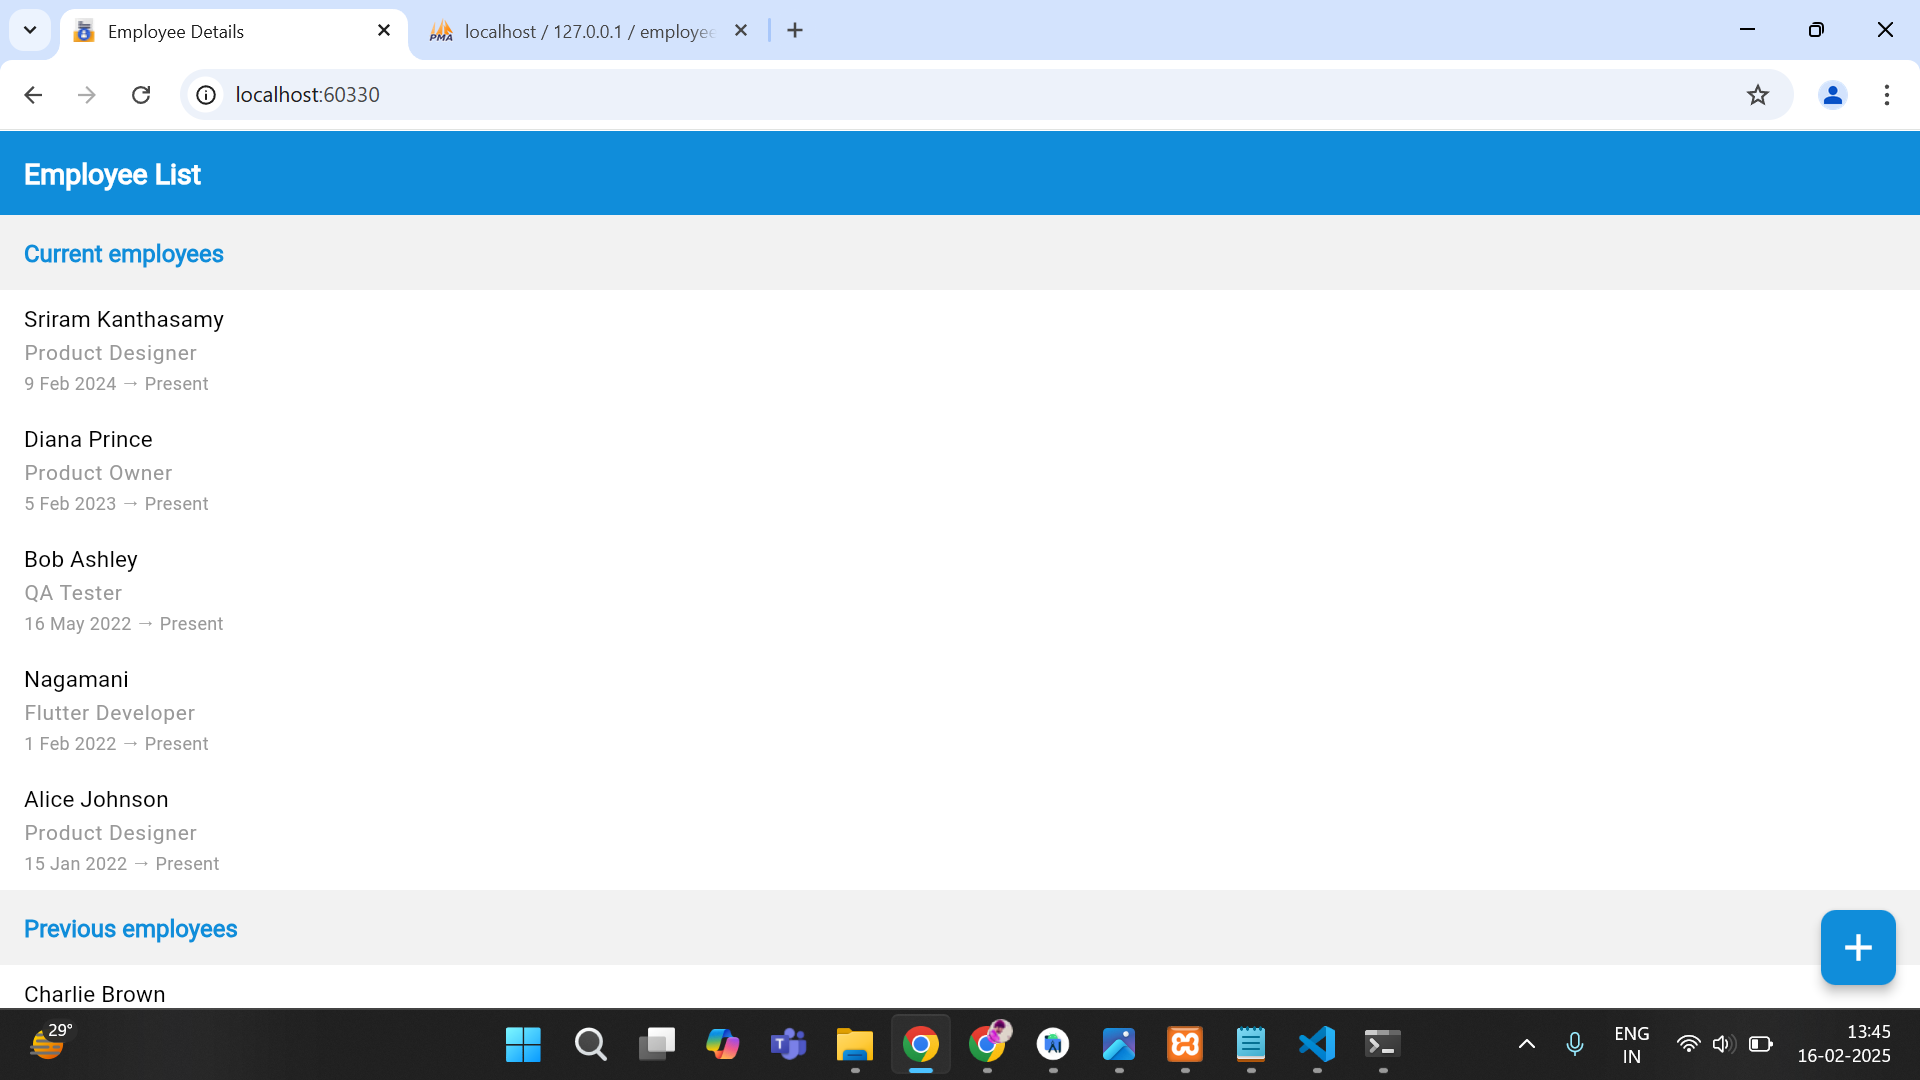 Employee Details
localhost / 127.0.0.1 / employee
localhost:60330
Employee List
Current employees
Sriram Kanthasamy
Product Designer
9 Feb 2024 → Present
Diana Prince
Product Owner
5 Feb 2023 → Present
Bob Ashley
QA Tester
16 May 2022 → Present
Nagamani
Flutter Developer
1 Feb 2022 → Present
Alice Johnson
Product Designer
15 Jan 2022 → Present
Previous employees
Charlie Brown
29°
ENG
IN
13:45
16-02-2025